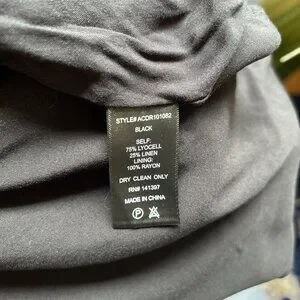 STYLE# ACDR101082
BLACK
SELF:
75% LYOCELL
25% LINEN
LINING:
100% RAYON
DRY CLEAN ONLY
RN# 141397
MADE IN CHINA
P